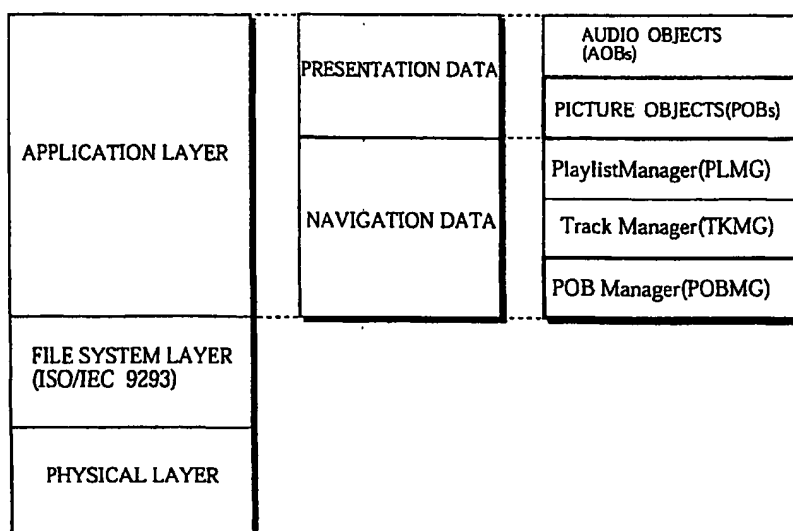 APPLICATION LAYER
FILE SYSTEM LAYER
(ISO/IEC 9293)
PHYSICAL LAYER
PRESENTATION DATA
NAVIGATION DATA
AUDIO OBJECTS
(AOBs)
PICTURE OBJECTS(POBs)
PlaylistManager(PLMG)
Track Manager(TKMG)
POB Manager(POBMG)